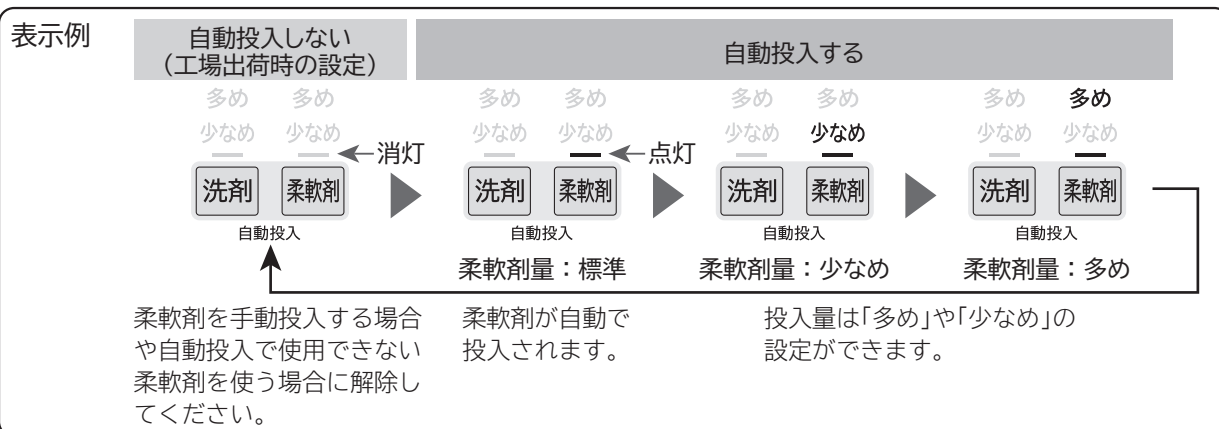 表示例
自動投入しない
（工場出荷時の設定）
自動投入する
多め 多め
少なめ 少なめ
消灯
洗剤 柔軟剤
自動投入
多め 多め
少なめ 少なめ
点灯
洗剤 柔軟剤
自動投入
柔軟剤量：標準
多め 多め
少なめ 少なめ
洗剤 柔軟剤
自動投入
柔軟剤量：少なめ
多め 多め
少なめ 少なめ
洗剤 柔軟剤
自動投入
柔軟剤量：多め
柔軟剤を手動投入する場合
や自動投入で使用できない
柔軟剤を使う場合に解除し
てください。
柔軟剤が自動で
投入されます。
投入量は「多め」や「少なめ」の
設定ができます。